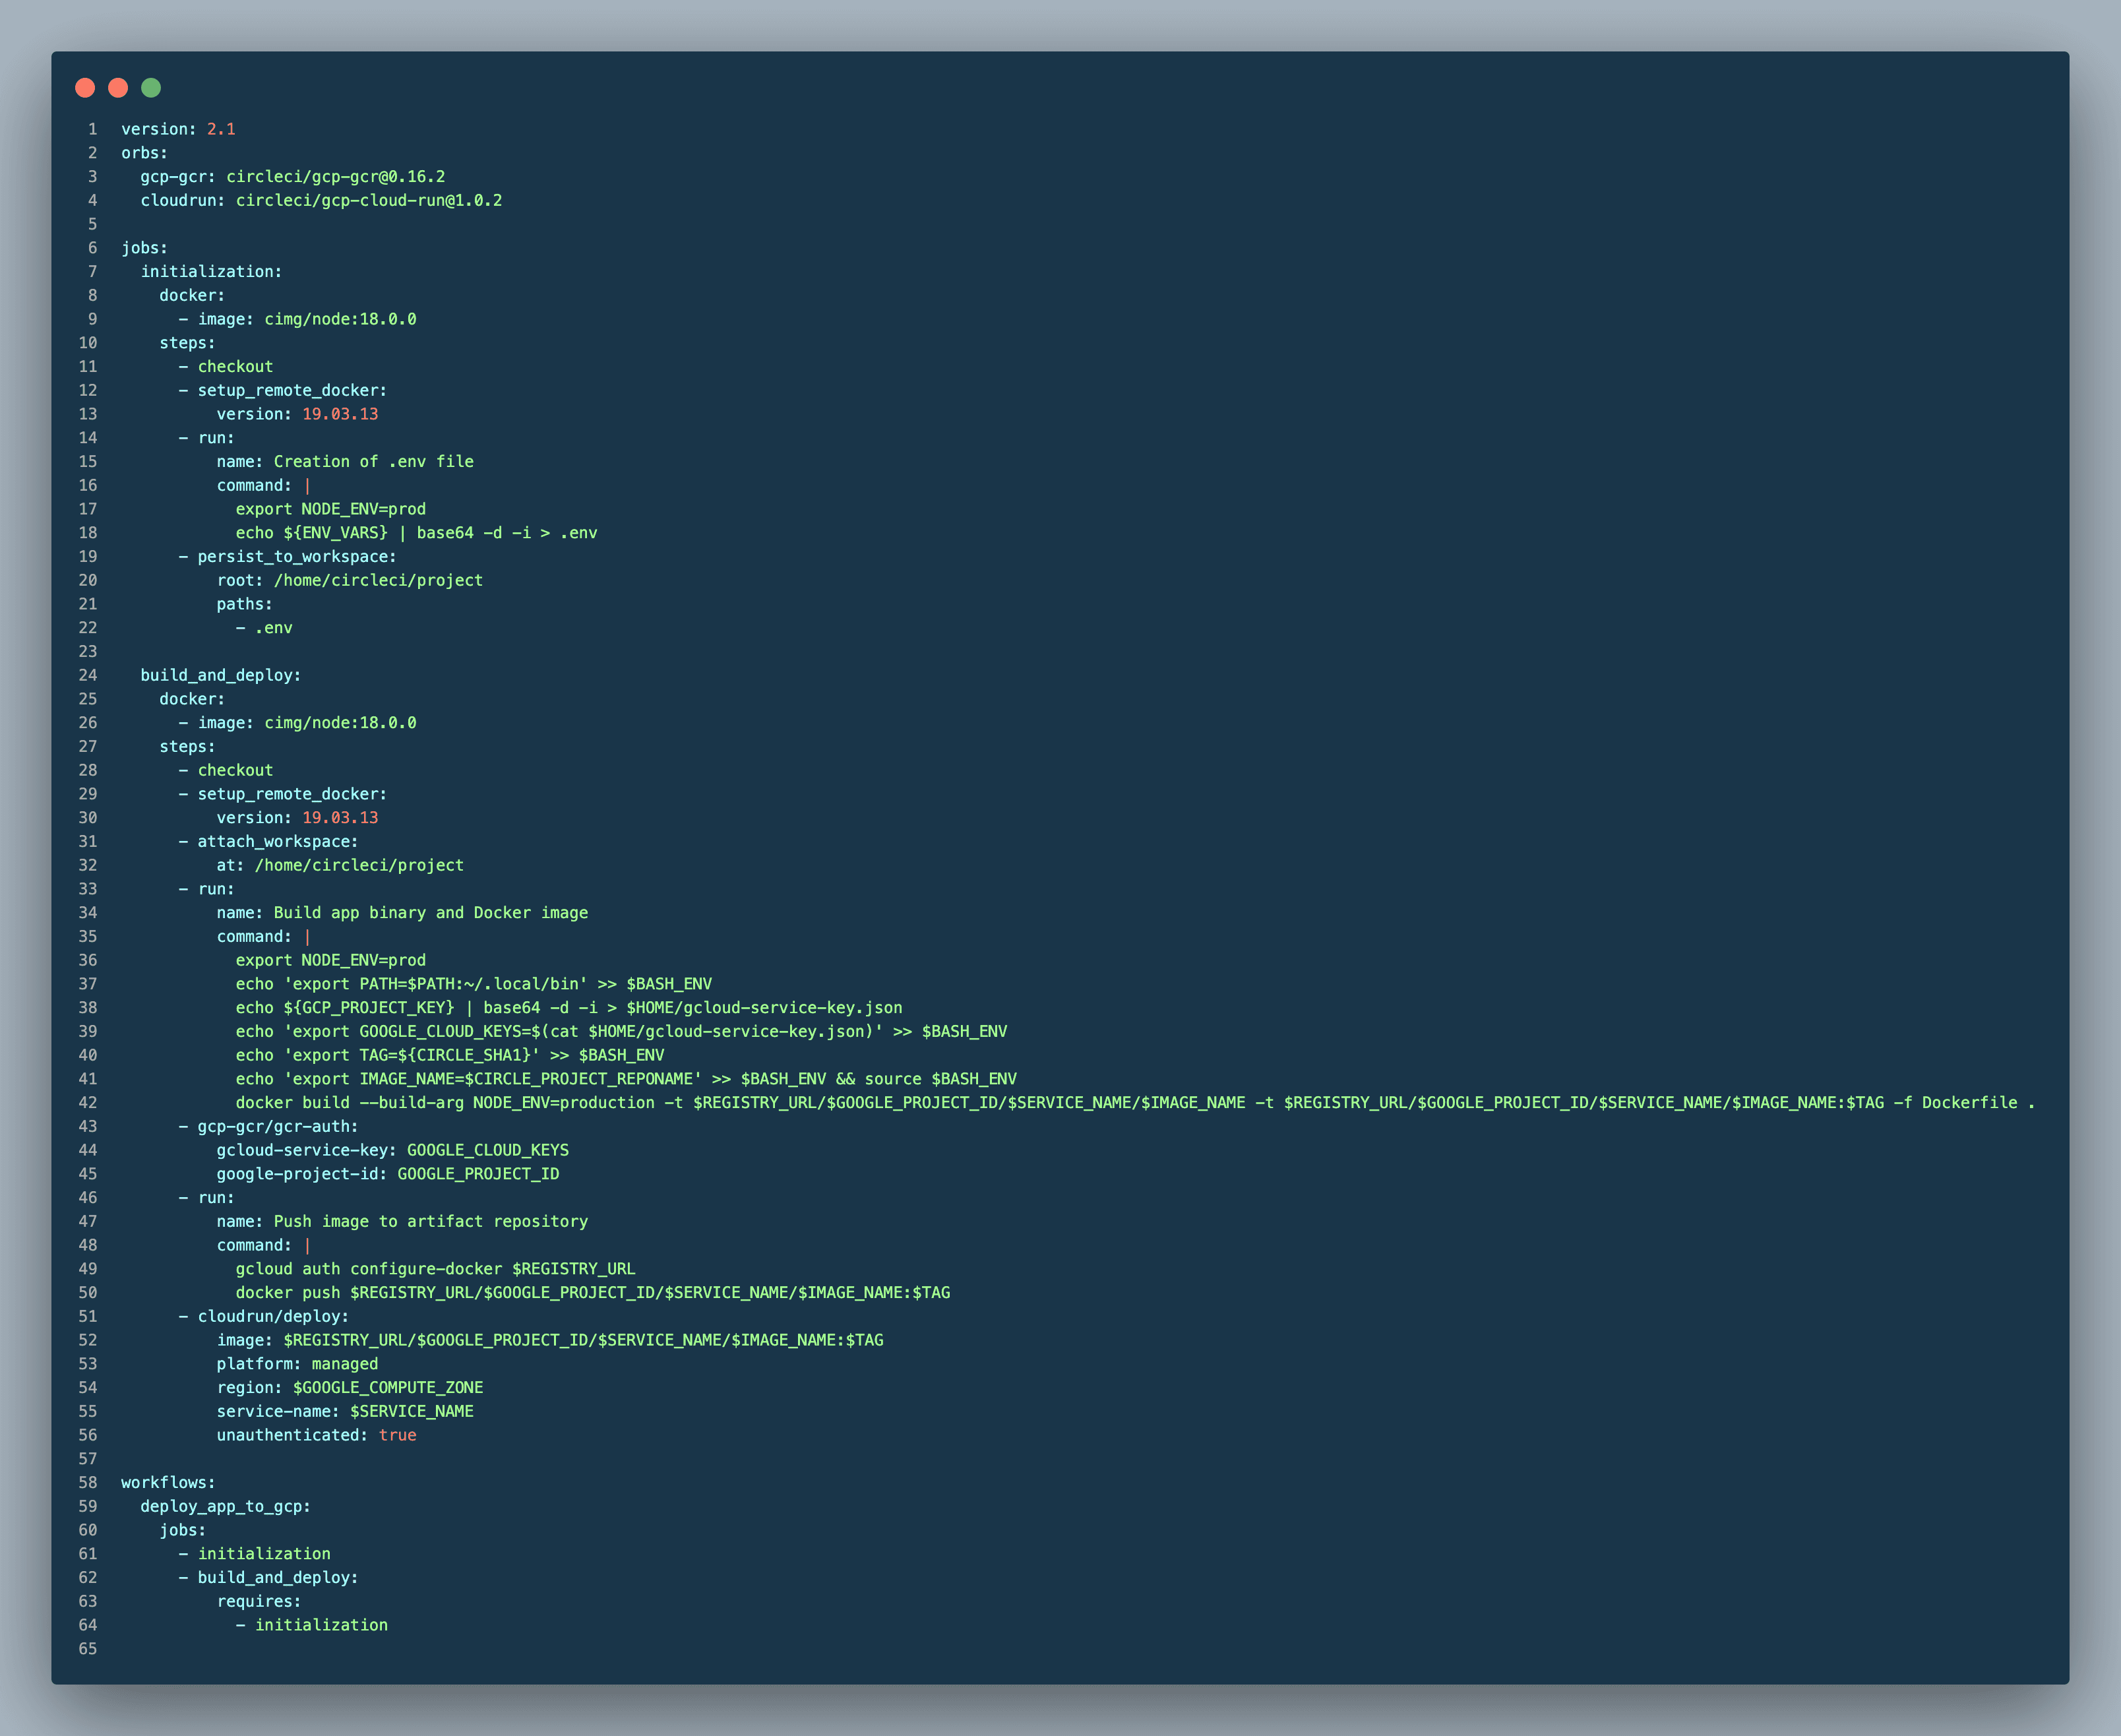 1 version: 2.1
2 orbs:
3   gcp-gcr: circleci/gcp-gcr@0.16.2
4   cloudrun: circleci/gcp-cloud-run@1.0.2
5
6 jobs:
7   initialization:
8     docker:
9       - image: cimg/node:18.0.0
10     steps:
11       - checkout
12       - setup_remote_docker:
13           version: 19.03.13
14       - run:
15           name: Creation of .env file
16           command: |
17             export NODE_ENV=prod
18             echo ${ENV_VARS} | base64 -d -i > .env
19       - persist_to_workspace:
20           root: /home/circleci/project
21           paths:
22             - .env
23
24   build_and_deploy:
25     docker:
26       - image: cimg/node:18.0.0
27     steps:
28       - checkout
29       - setup_remote_docker:
30           version: 19.03.13
31       - attach_workspace:
32           at: /home/circleci/project
33       - run:
34           name: Build app binary and Docker image
35           command: |
36             export NODE_ENV=prod
37             echo 'export PATH=$PATH:~/.local/bin' >> $BASH_ENV
38             echo ${GCP_PROJECT_KEY} | base64 -d -i > $HOME/gcloud-service-key.json
39             echo 'export GOOGLE_CLOUD_KEYS=$(cat $HOME/gcloud-service-key.json)' >> $BASH_ENV
40             echo 'export TAG=${CIRCLE_SHA1}' >> $BASH_ENV
41             echo 'export IMAGE_NAME=$CIRCLE_PROJECT_REPONAME' >> $BASH_ENV && source $BASH_ENV
42             docker build --build-arg NODE_ENV=production -t $REGISTRY_URL/$GOOGLE_PROJECT_ID/$SERVICE_NAME/$IMAGE_NAME -t $REGISTRY_URL/$GOOGLE_PROJECT_ID/$SERVICE_NAME/$IMAGE_NAME:$TAG -f Dockerfile .
43       - gcp-gcr/gcr-auth:
44           gcloud-service-key: GOOGLE_CLOUD_KEYS
45           google-project-id: GOOGLE_PROJECT_ID
46       - run:
47           name: Push image to artifact repository
48           command: |
49             gcloud auth configure-docker $REGISTRY_URL
50             docker push $REGISTRY_URL/$GOOGLE_PROJECT_ID/$SERVICE_NAME/$IMAGE_NAME:$TAG
51       - cloudrun/deploy:
52           image: $REGISTRY_URL/$GOOGLE_PROJECT_ID/$SERVICE_NAME/$IMAGE_NAME:$TAG
53           platform: managed
54           region: $GOOGLE_COMPUTE_ZONE
55           service-name: $SERVICE_NAME
56           unauthenticated: true
57
58 workflows:
59   deploy_app_to_gcp:
60     jobs:
61       - initialization
62       - build_and_deploy:
63           requires:
64             - initialization
65